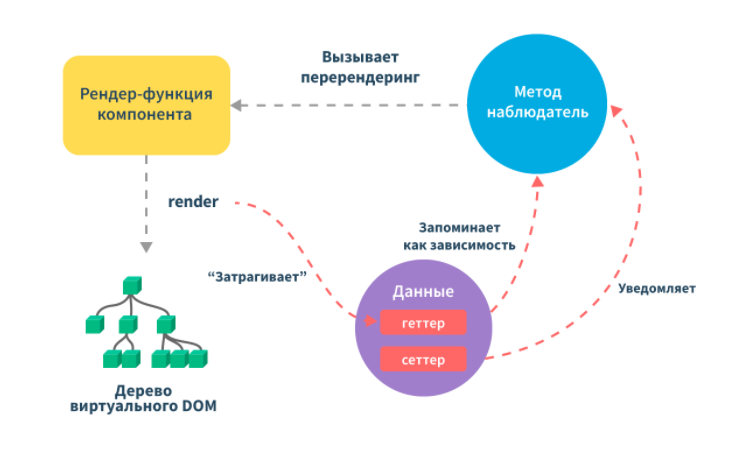 Вызывает
перерендеринг
Рендер-функция
компонента
Метод
наблюдатель
render
Запоминает
как зависимость
“Затрагивает”
Данные
Уведомляет
геттер
сеттер
Дерево
виртуального DOM